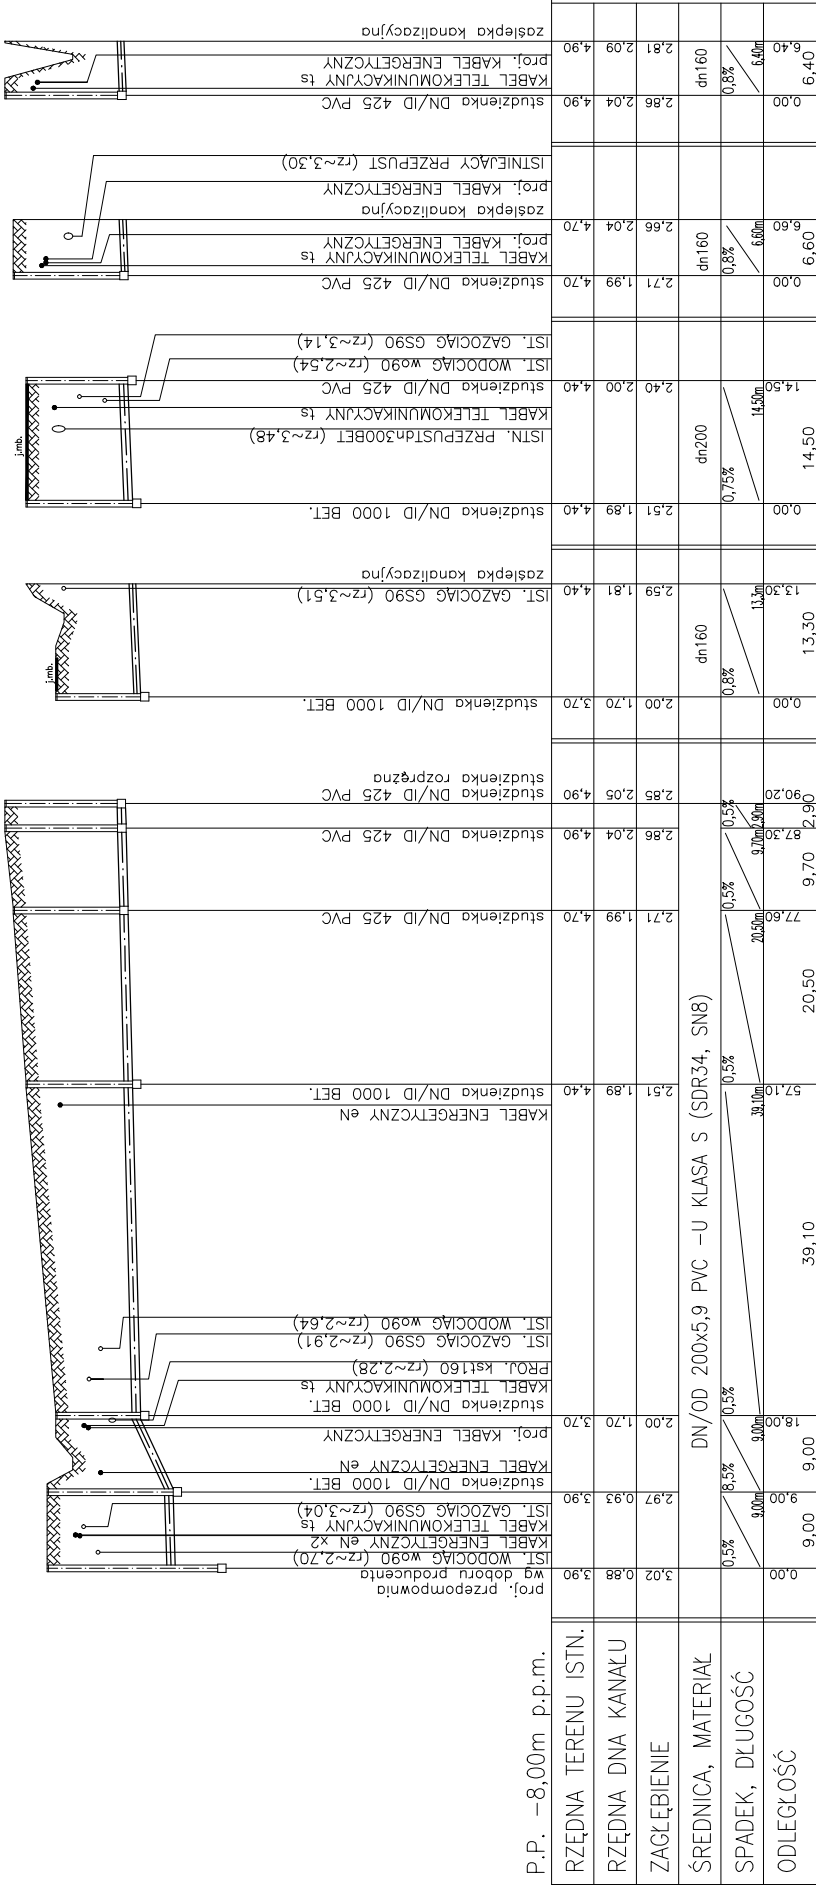 P.P. -8,00m p.p.m.
RZĘDNA TERENU ISTN.
RZĘDNA DNA KANAŁU
ZAGŁĘBIENIE
ŚREDNICA, MATERIAŁ
SPADEK, DŁUGOŚĆ
ODLEGŁOŚĆ
proj. przepompownia
wg doboru producenta
IST. WODOCIĄG wo90 (rz~2,70)
KABEL ENERGETYCZNY eN x2
KABEL TELEKOMUNIKACYJNY ts
IST. GAZOCIĄG GS90 (rz~3,04)
studzienka DN/ID 1000 BET.
KABEL ENERGETYCZNY eN
proj. KABEL ENERGETYCZNY
studzienka DN/ID 1000 BET.
KABEL TELEKOMUNIKACYJNY ts
PROJ. kst160 (rz~2,28)
IST. GAZOCIĄG GS90 (rz~2,91)
IST. WODOCIĄG wo90 (rz~2,64)
KABEL ENERGETYCZNY eN
studzienka DN/ID 1000 BET.
studzienka DN/ID 425 PVC
studzienka DN/ID 425 PVC
studzienka DN/ID 425 PVC
studzienka rozprężna
3,90 3,90 3,70 4,40 4,70 4,90 4,90
0,88 0,93 1,70 1,89 1,99 2,04 2,05
3,02 2,97 2,00 2,51 2,71 2,86 2,85
DN/OD 200x5,9 PVC -U KLASA S (SDR34, SN8)
0,5% 9,00m 8,5% 9,00m 0,5% 39,10m 0,5% 20,50m 0,5% 9,70m 0,5% 2,90m
0,00 9,00 18,00 57,10 77,60 87,30 90,20
9,00 9,00 39,10 20,50 9,70 2,90
j.mb.
studzienka DN/ID 1000 BET.
IST. GAZOCIĄG GS90 (rz~3,51)
zaślepka kanalizacyjna
3,70 4,40
1,70 1,81
2,00 2,59
dn160
0,8% 13,3m
0,00 13,30
13,30
j.mb.
studzienka DN/ID 1000 BET.
ISTN. PRZEPUSTdn300BET (rz~3,48)
KABEL TELEKOMUNIKACYJNY ts
studzienka DN/ID 425 PVC
IST. WODOCIĄG wo90 (rz~2,54)
IST. GAZOCIĄG GS90 (rz~3,14)
4,40 4,40
1,89 2,00
2,51 2,40
dn200
0,75% 14,50m
0,00 14,50
14,50
studzienka DN/ID 425 PVC
KABEL TELEKOMUNIKACYJNY ts
proj. KABEL ENERGETYCZNY
zaślepka kanalizacyjna
proj. KABEL ENERGETYCZNY
ISTNIEJĄCY PRZEPUST (rz~3,30)
4,70 4,70
1,99 2,04
2,71 2,66
dn160
0,8% 6,60m
0,00 6,60
6,60
studzienka DN/ID 425 PVC
KABEL TELEKOMUNIKACYJNY ts
proj. KABEL ENERGETYCZNY
zaślepka kanalizacyjna
4,90 4,90
2,04 2,09
2,86 2,81
dn160
0,8% 6,40m
0,00 6,40
6,40